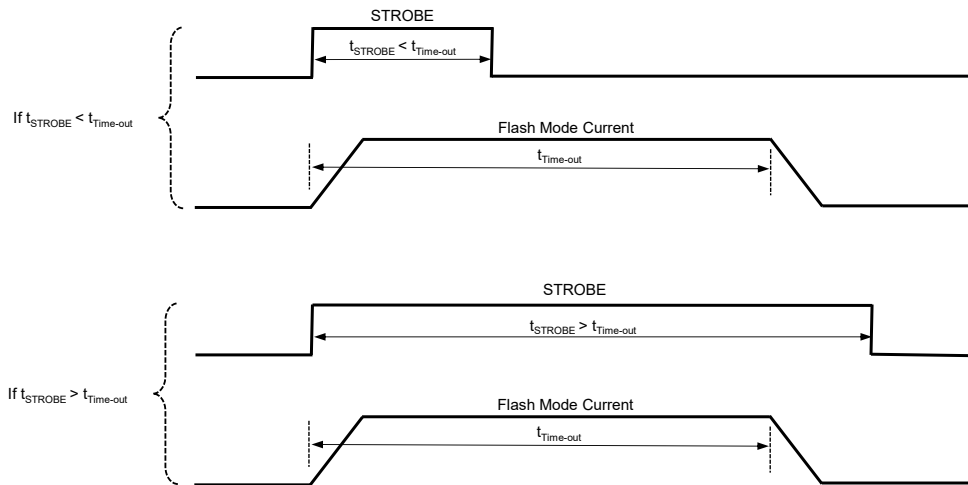 STROBE
tSTROBE < tTime-out
If tSTROBE < tTime-out
Flash Mode Current
tTime-out
STROBE
tSTROBE > tTime-out
If tSTROBE > tTime-out
Flash Mode Current
tTime-out